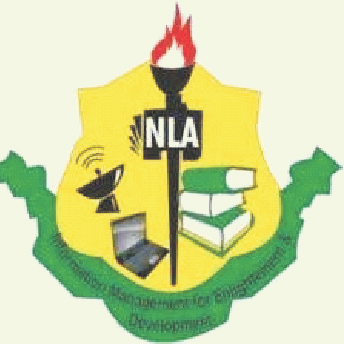 NLA
Information Management for Enlightenment &
Development